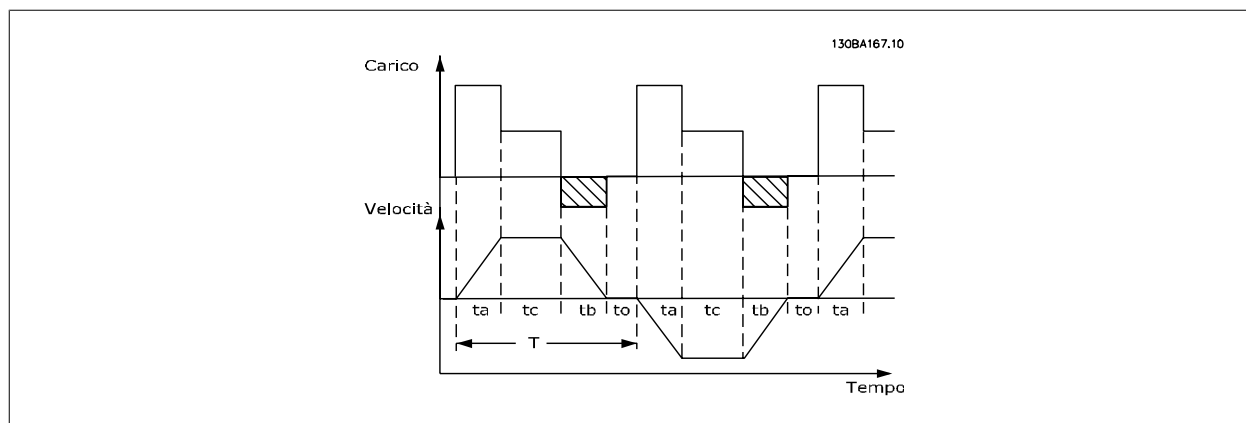 130BA167.10
Carico
Velocità
ta tc tb to ta tc tb to ta
T
Tempo